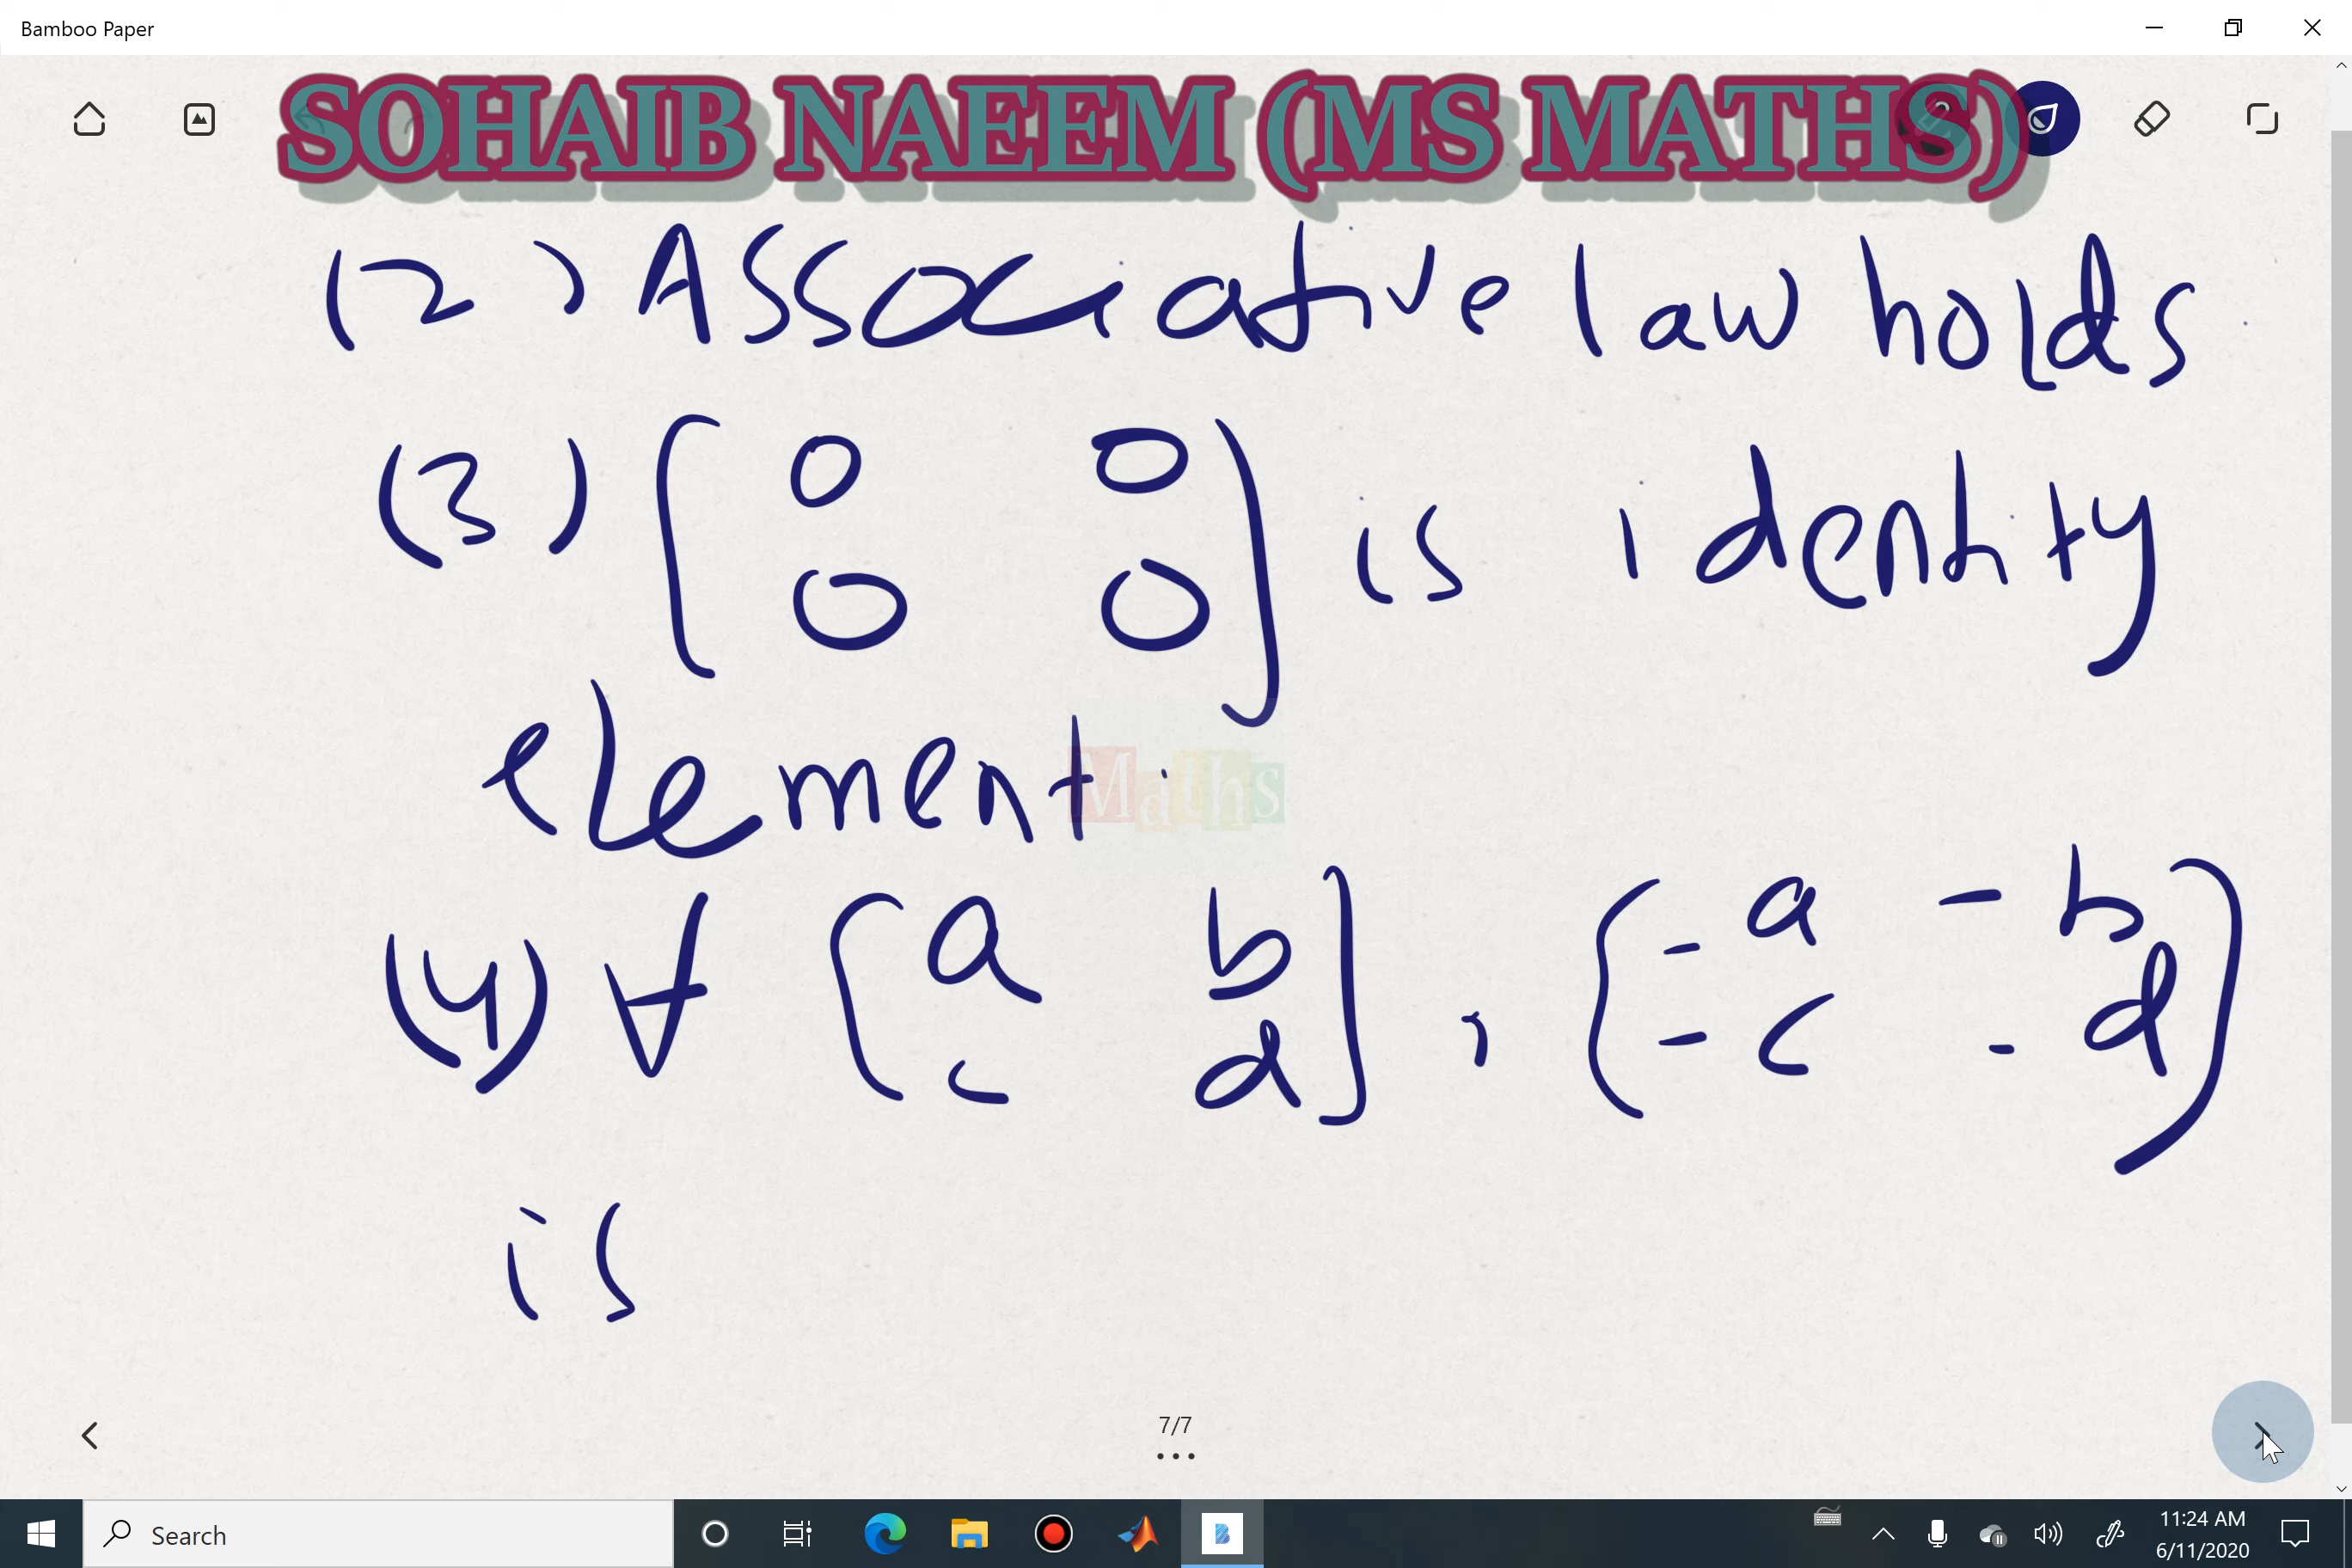 Bamboo Paper
SOHAIB NAEEM (MS MATHS)
(2) Associative law holds
(3) [0 0
0 0] is identity
element
Maths
(4) ∀ [a b
c d] , [-a -b
-c -d]
is
7/7
Search
11:24 AM
6/11/2020